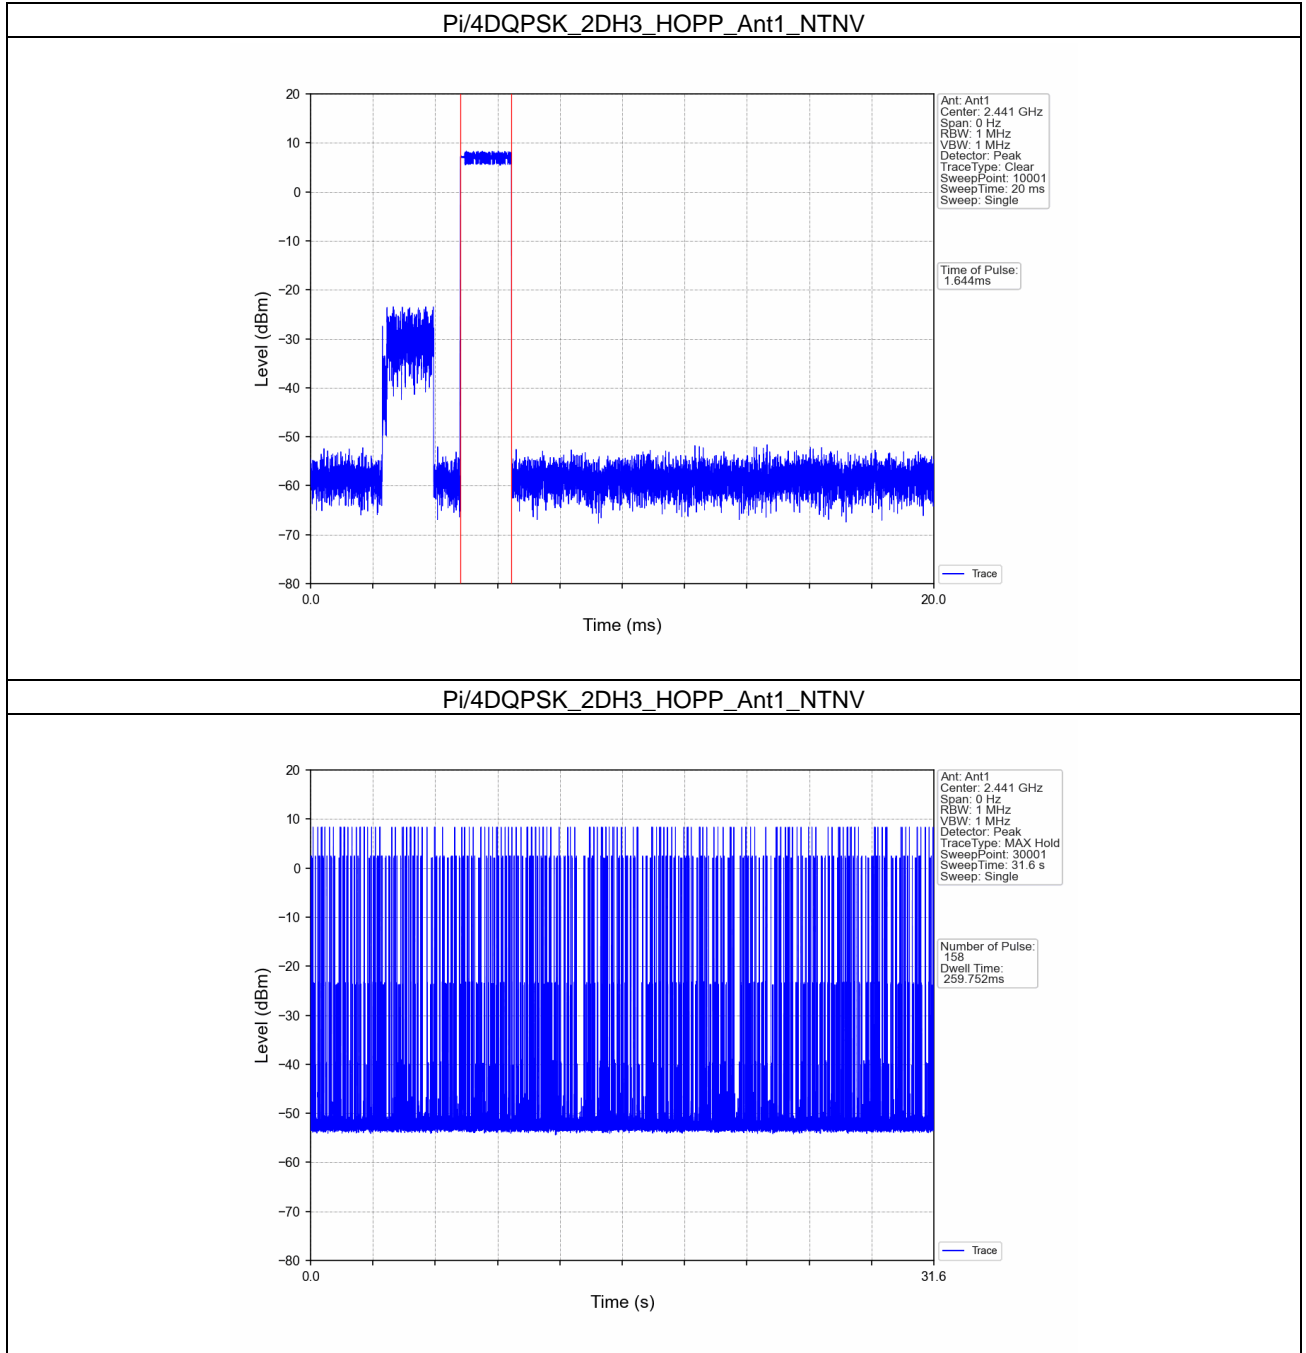 Pi/4DQPSK_2DH3_HOPP_Ant1_NTNV
20
10
0
−10
−20
−30
−40
−50
−60
−70
−80
Level (dBm)
0.0
20.0
Time (ms)
Ant: Ant1
Center: 2.441 GHz
Span: 0 Hz
RBW: 1 MHz
VBW: 1 MHz
Detector: Peak
TraceType: Clear
SweepPoint: 10001
SweepTime: 20 ms
Sweep: Single
Time of Pulse:
1.644ms
Trace
Pi/4DQPSK_2DH3_HOPP_Ant1_NTNV
20
10
0
−10
−20
−30
−40
−50
−60
−70
−80
Level (dBm)
0.0
31.6
Time (s)
Ant: Ant1
Center: 2.441 GHz
Span: 0 Hz
RBW: 1 MHz
VBW: 1 MHz
Detector: Peak
TraceType: MAX Hold
SweepPoint: 30001
SweepTime: 31.6 s
Sweep: Single
Number of Pulse:
158
Dwell Time:
259.752ms
Trace